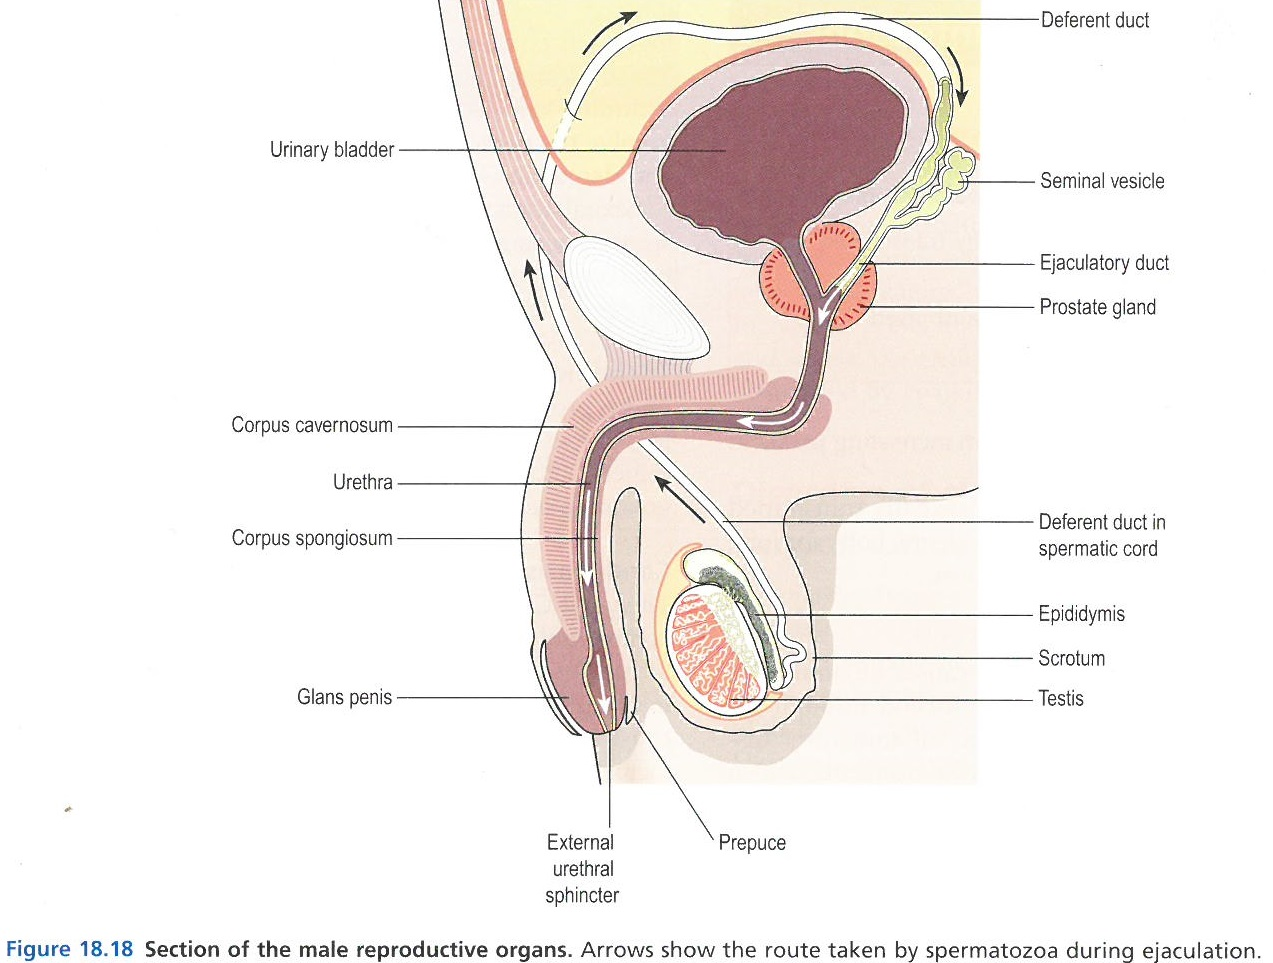 Deferent duct
Urinary bladder
Seminal vesicle
Ejaculatory duct
Prostate gland
Corpus cavernosum
Urethra
Corpus spongiosum
Deferent duct in
spermatic cord
Epididymis
Scrotum
Glans penis
Testis
External
urethral
sphincter
Prepuce
Figure 18.18 Section of the male reproductive organs. Arrows show the route taken by spermatozoa during ejaculation.